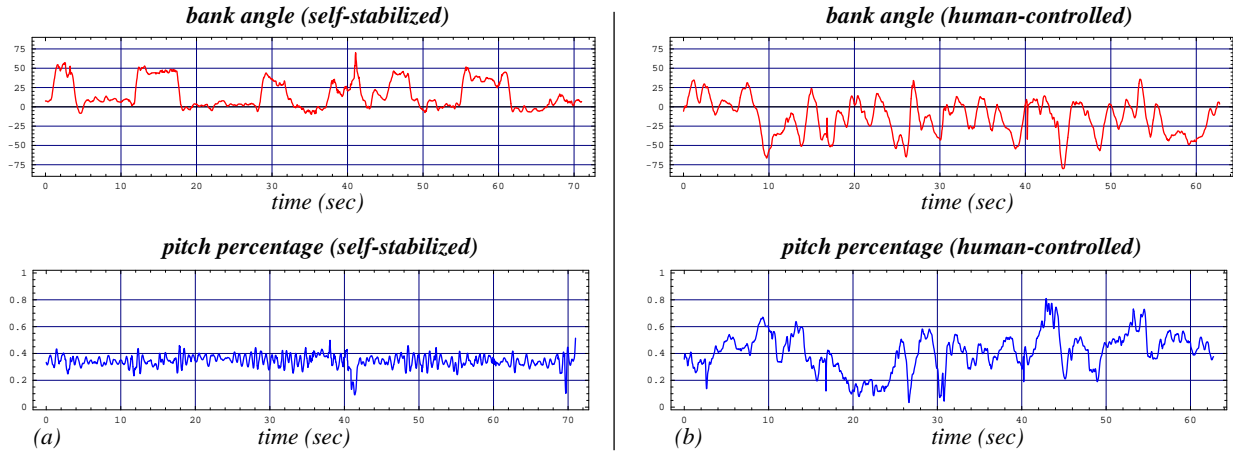 bank angle (self-stabilized)
75
50
25
0
-25
-50
-75
0 10 20 30 40 50 60 70
time (sec)
pitch percentage (self-stabilized)
1
0.8
0.6
0.4
0.2
0
0 10 20 30 40 50 60 70
(a) time (sec)
bank angle (human-controlled)
75
50
25
0
-25
-50
-75
0 10 20 30 40 50 60
time (sec)
pitch percentage (human-controlled)
1
0.8
0.6
0.4
0.2
0
0 10 20 30 40 50 60
(b) time (sec)